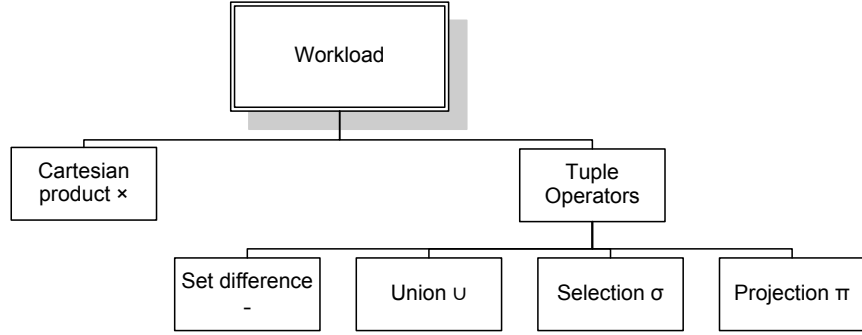 Workload
Cartesian
product ×
Tuple
Operators
Set difference
-
Union ∪
Selection σ
Projection π